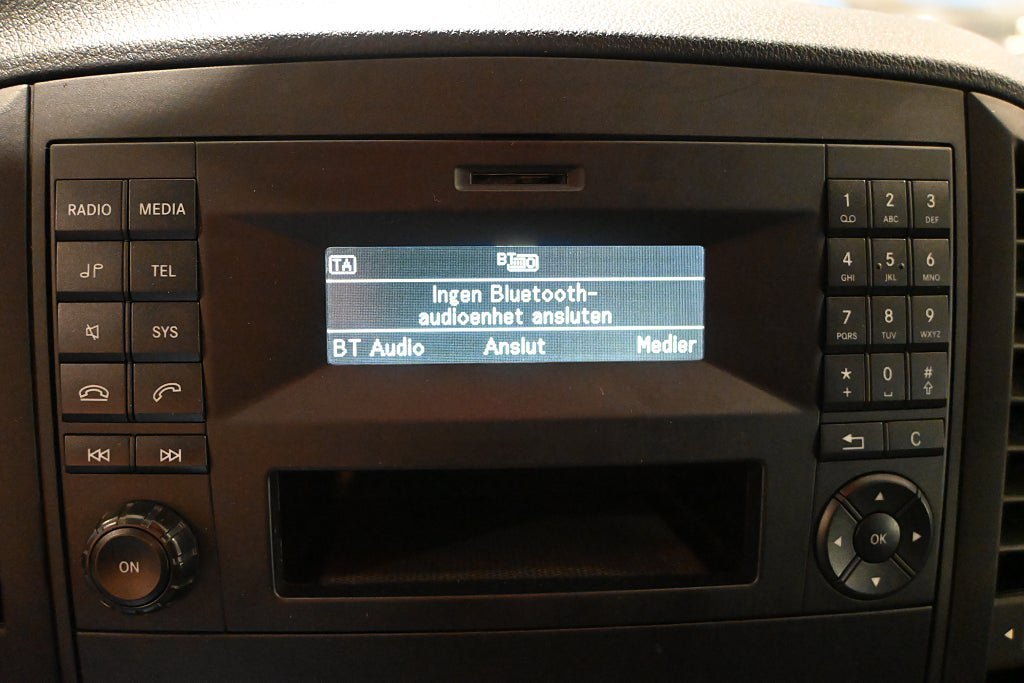 RADIO MEDIA
TEL
SYS
ON
TA BT
Ingen Bluetooth-
audioenhet ansluten
BT Audio Anslut Medier
1 2 ABC 3 DEF
4 GHI 5 JKL 6 MNO
7 PQRS 8 TUV 9 WXYZ
* + 0 #
C
OK